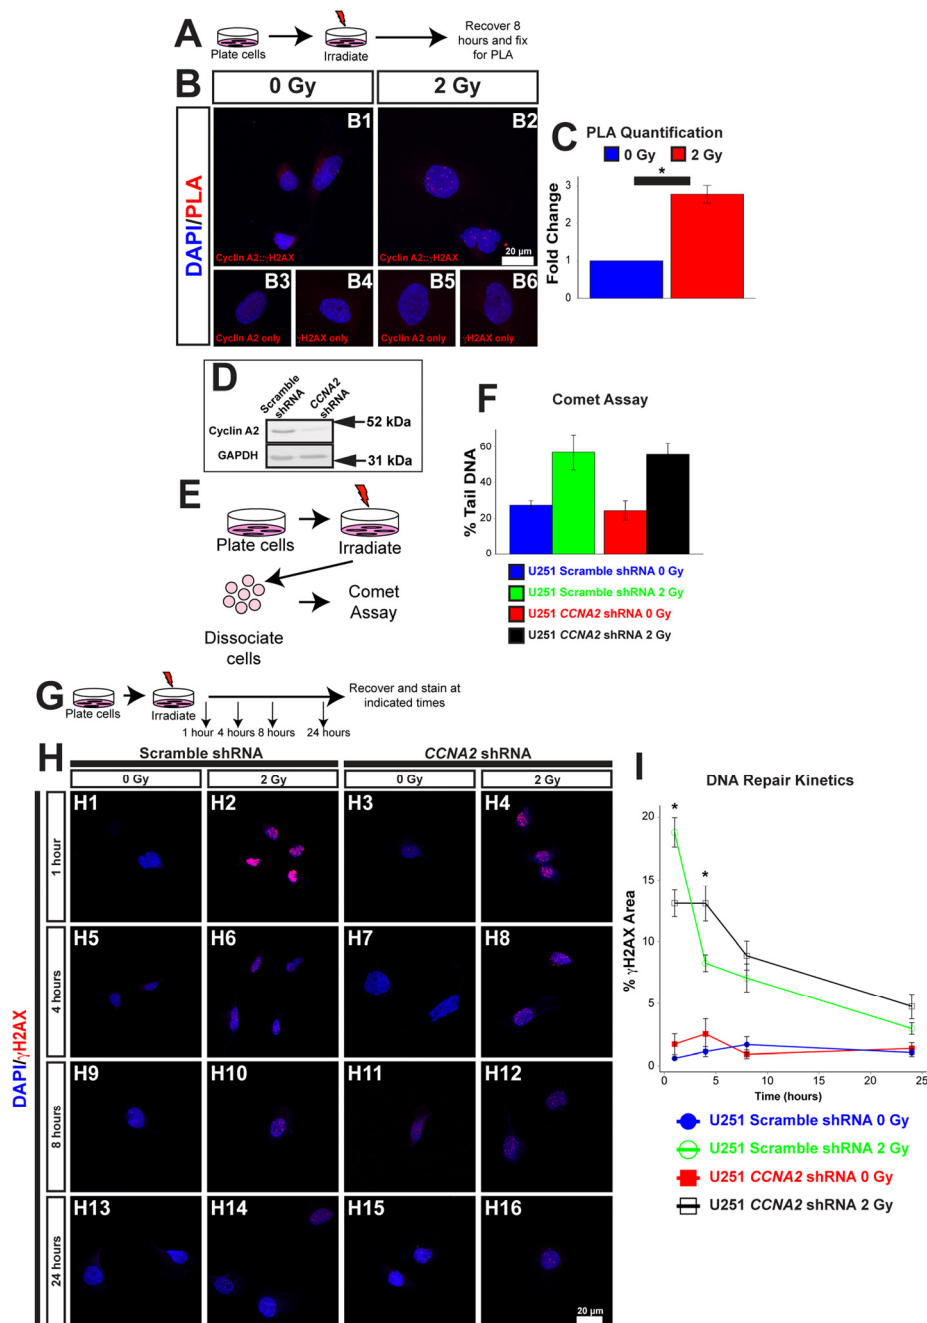 A
Plate cells
Irradiate
Recover 8
hours and fix
for PLA
B
0 Gy
2 Gy
DAPI/PLA
B1
Cyclin A2::γH2AX
B2
Cyclin A2::γH2AX
20 µm
B3
Cyclin A2 only
B4
γH2AX only
B5
Cyclin A2 only
B6
γH2AX only
C
PLA Quantification
0 Gy
2 Gy
*
Fold Change
3
2
1
0
D
Scramble
shRNA
CCNA2
shRNA
Cyclin A2
52 kDa
GAPDH
31 kDa
E
Plate cells
Irradiate
Dissociate
cells
Comet
Assay
F
Comet Assay
% Tail DNA
60
40
20
0
U251 Scramble shRNA 0 Gy
U251 Scramble shRNA 2 Gy
U251 CCNA2 shRNA 0 Gy
U251 CCNA2 shRNA 2 Gy
G
Plate cells
Irradiate
1 hour
4 hours
8 hours
24 hours
Recover and stain at
indicated times
H
Scramble shRNA
CCNA2 shRNA
0 Gy
2 Gy
0 Gy
2 Gy
DAPI/γH2AX
1 hour
H1
H2
H3
H4
4 hours
H5
H6
H7
H8
8 hours
H9
H10
H11
H12
24 hours
H13
H14
H15
H16
20 µm
I
DNA Repair Kinetics
% γH2AX Area
20
15
10
5
0
*
*
0
5
10
15
20
25
Time (hours)
U251 Scramble shRNA 0 Gy
U251 Scramble shRNA 2 Gy
U251 CCNA2 shRNA 0 Gy
U251 CCNA2 shRNA 2 Gy